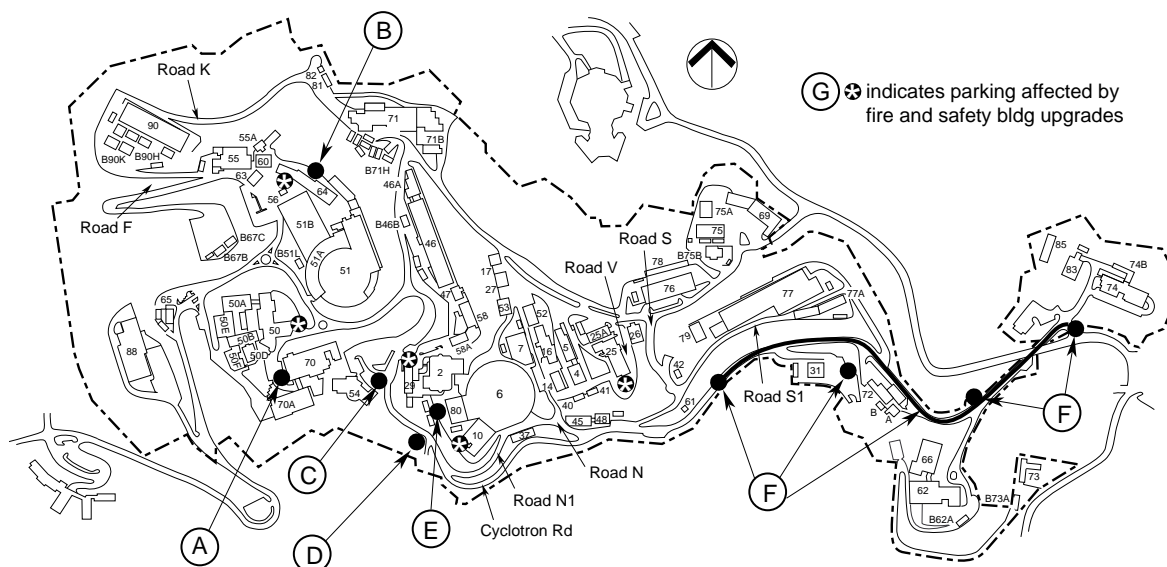 B
Road K
82
81
G indicates parking affected by
fire and safety bldg upgrades
90
71
71B
55A
B90K
B90H
55
60
63
B71H
56
64
46A
75A
69
75
85
83
74B
74
Road F
51B
B46B
46
Road S
B67C
B67B
B51L
51A
51
17
27
B75B
78
76
Road V
77
77A
65
50A
50E
50
50B
50F
50D
47
58
53
52
25A
26
79
88
70
70A
54
58A
7
16
5
25
2
29
14
4
42
31
Road S1
72
B
A
F
6
80
40
41
61
10
37
45
48
F
C
Road N
66
62
73
B73A
B62A
Road N1
E
Cyclotron Rd
A
D